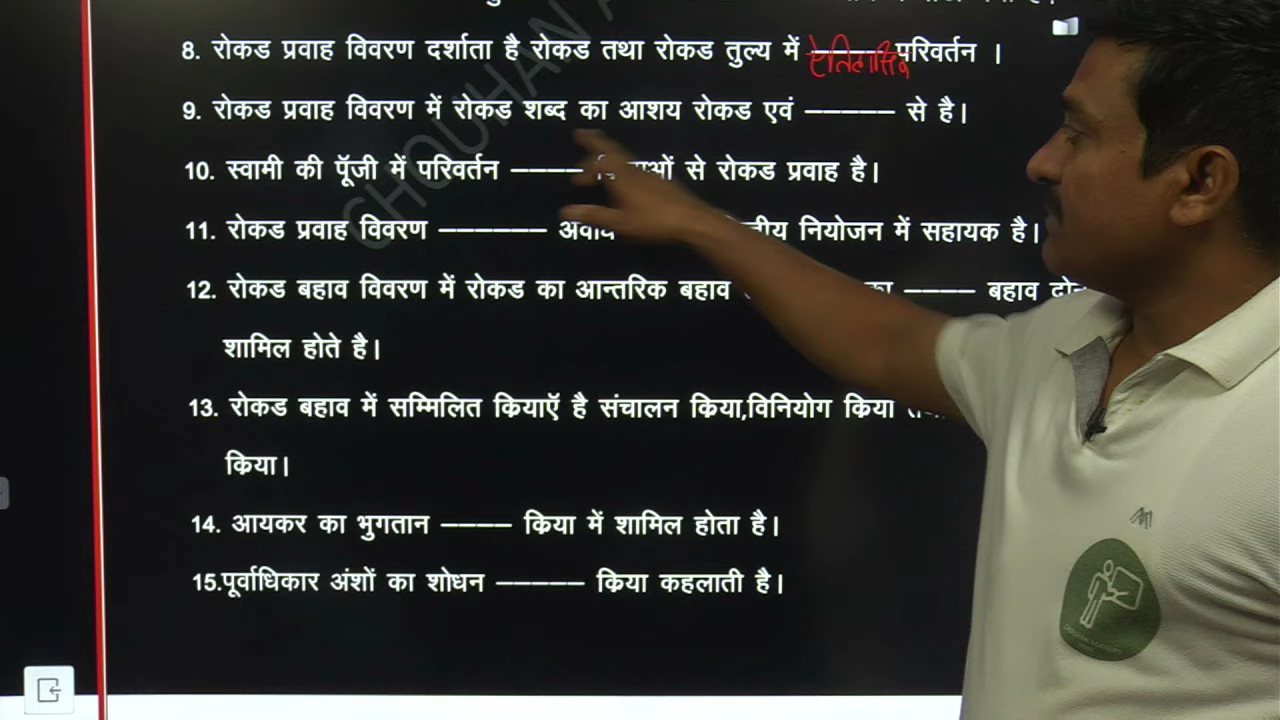 8. रोकड प्रवाह विवरण दर्शाता है रोकड तथा रोकड तुल्य में ऐतिहासिक परिवर्तन ।
9. रोकड प्रवाह विवरण में रोकड शब्द का आशय रोकड एवं ––––– से है।
10. स्वामी की पूॅजी में परिवर्तन –––– से रोकड प्रवाह है।
11. रोकड प्रवाह विवरण –––––– नियोजन में सहायक है।
12. रोकड बहाव विवरण में रोकड का आन्तरिक बहाव –––– बहाव
शामिल होते है।
13. रोकड बहाव में सम्मिलित कियाऍ है संचालन किया,विनियोग किया
किया।
14. आयकर का भुगतान –––– किया में शामिल होता है।
15.पूर्वाधिकार अंशों का शोधन ––––– किया कहलाती है।
CHOUHAN